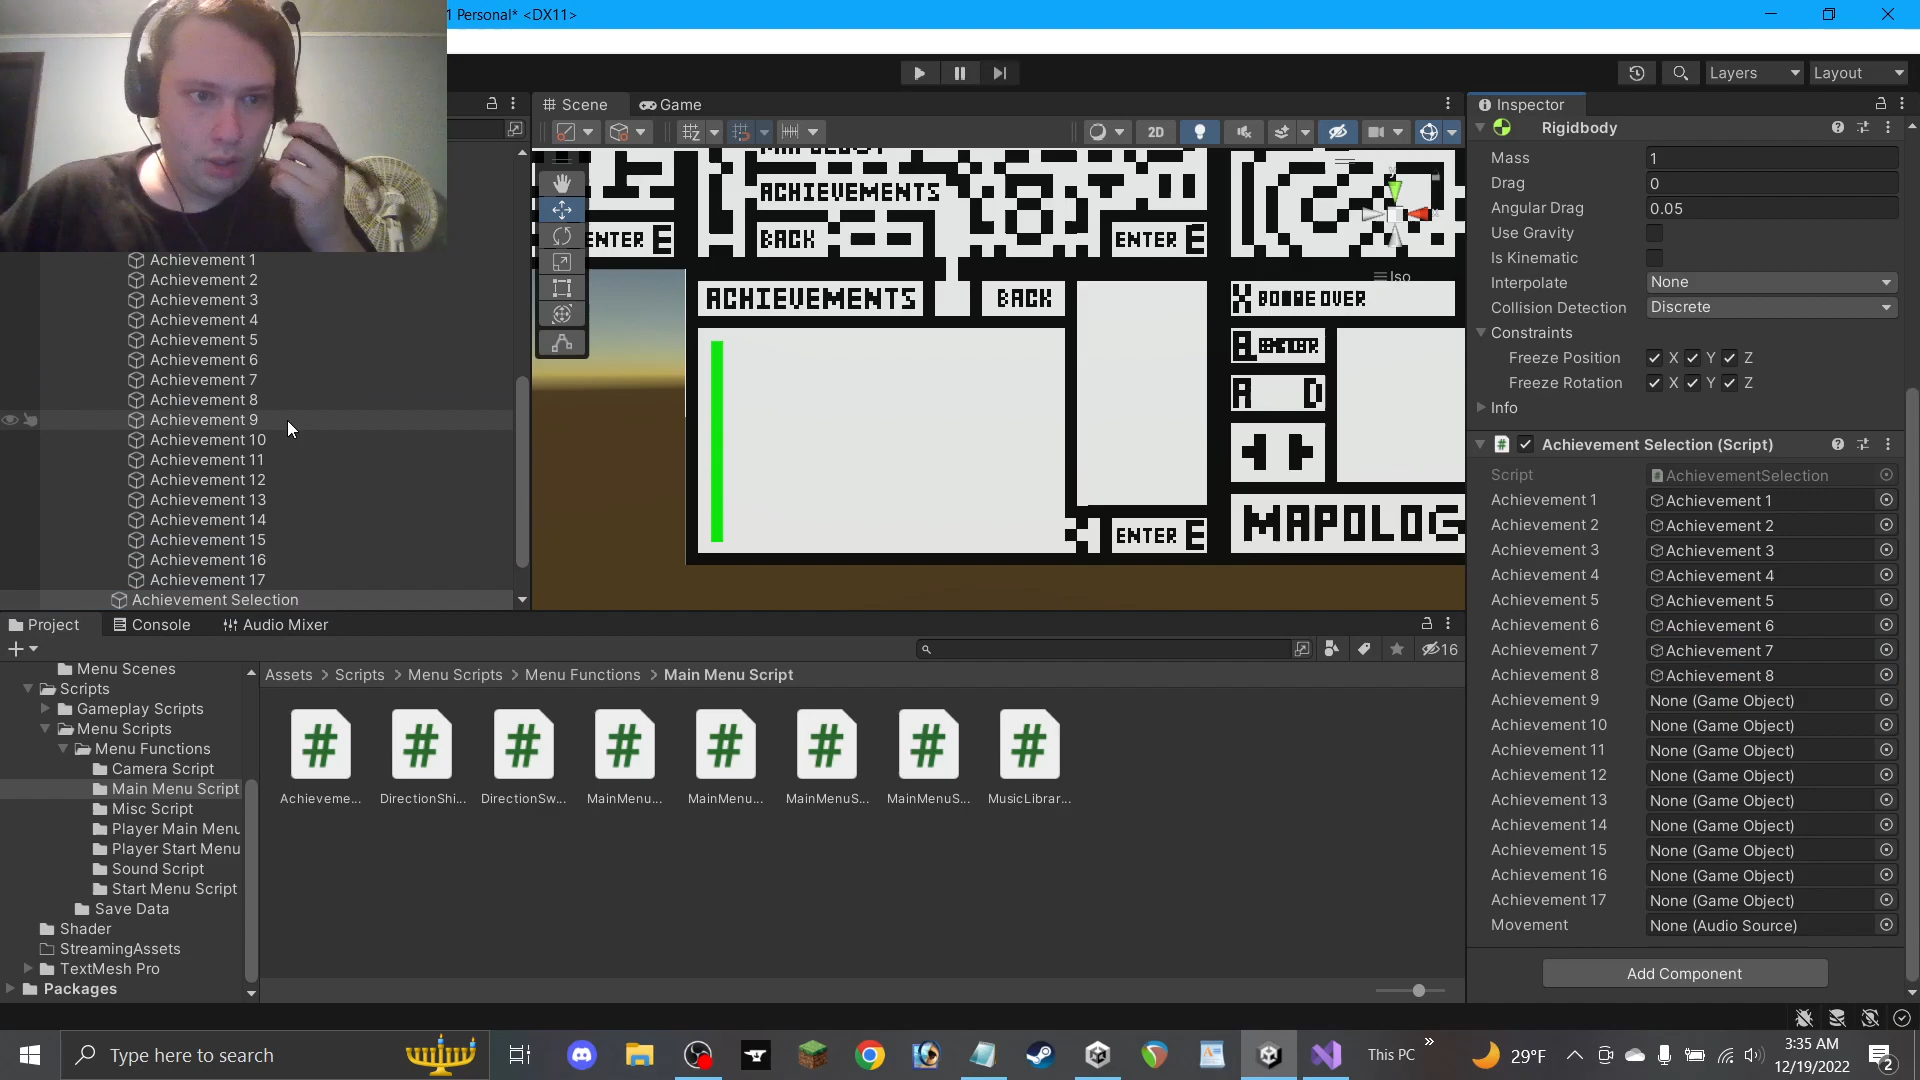 1 Personal* <DX11>
Layers
Layout
Scene
Game
2D
Inspector
Rigidbody
Mass
1
Drag
0
Angular Drag
0.05
Use Gravity
Is Kinematic
Interpolate
None
Collision Detection
Discrete
Constraints
Freeze Position
X Y Z
Freeze Rotation
X Y Z
Info
Achievement Selection (Script)
Script
AchievementSelection
Achievement 1
Achievement 1
Achievement 2
Achievement 2
Achievement 3
Achievement 3
Achievement 4
Achievement 4
Achievement 5
Achievement 5
Achievement 6
Achievement 6
Achievement 7
Achievement 7
Achievement 8
Achievement 8
Achievement 9
None (Game Object)
Achievement 10
None (Game Object)
Achievement 11
None (Game Object)
Achievement 12
None (Game Object)
Achievement 13
None (Game Object)
Achievement 14
None (Game Object)
Achievement 15
None (Game Object)
Achievement 16
None (Game Object)
Achievement 17
None (Game Object)
Movement
None (Audio Source)
Add Component
Achievement 1
Achievement 2
Achievement 3
Achievement 4
Achievement 5
Achievement 6
Achievement 7
Achievement 8
Achievement 9
Achievement 10
Achievement 11
Achievement 12
Achievement 13
Achievement 14
Achievement 15
Achievement 16
Achievement 17
Achievement Selection
ACHIEVEMENTS
ENTER E
BACK
ENTER E
Iso
ACHIEVEMENTS
BACK
X
OVER
A D
ENTER E
MAPOLOG
Project
Console
Audio Mixer
16
Menu Scenes
Scripts
Gameplay Scripts
Menu Scripts
Menu Functions
Camera Script
Main Menu Script
Misc Script
Player Main Menu
Player Start Menu
Sound Script
Start Menu Script
Save Data
Shader
StreamingAssets
TextMesh Pro
Packages
Assets > Scripts > Menu Scripts > Menu Functions > Main Menu Script
Achieveme...
DirectionShi...
DirectionSw...
MainMenu...
MainMenu...
MainMenuS...
MainMenuS...
MusicLibrar...
Type here to search
This PC
29°F
3:35 AM
12/19/2022
2